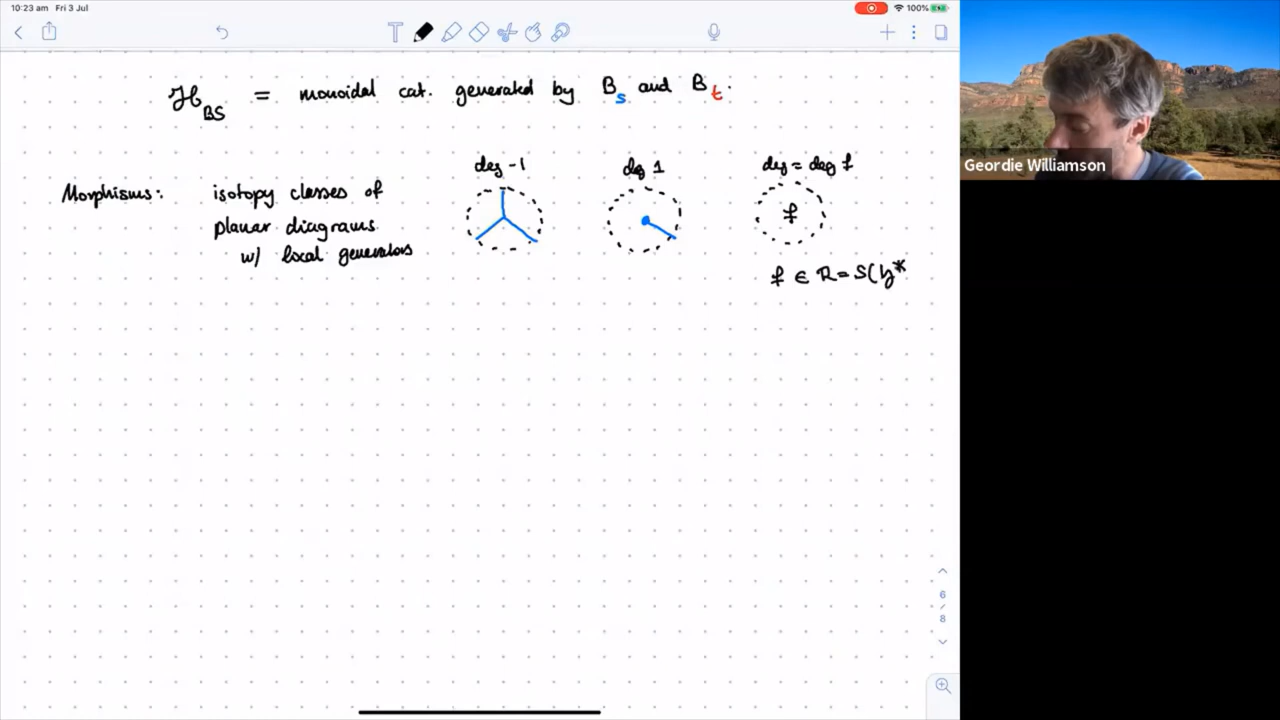 10:23 am Fri 3 Jul
100%
ℋ_BS = monoidal cat. generated by B_s and B_t.
deg -1
deg 1
deg = deg f
Morphisms: isotopy classes of
planar diagrams
w/ local generators
f
f ∈ R = S(𝔥*
Geordie Williamson
6
/
8